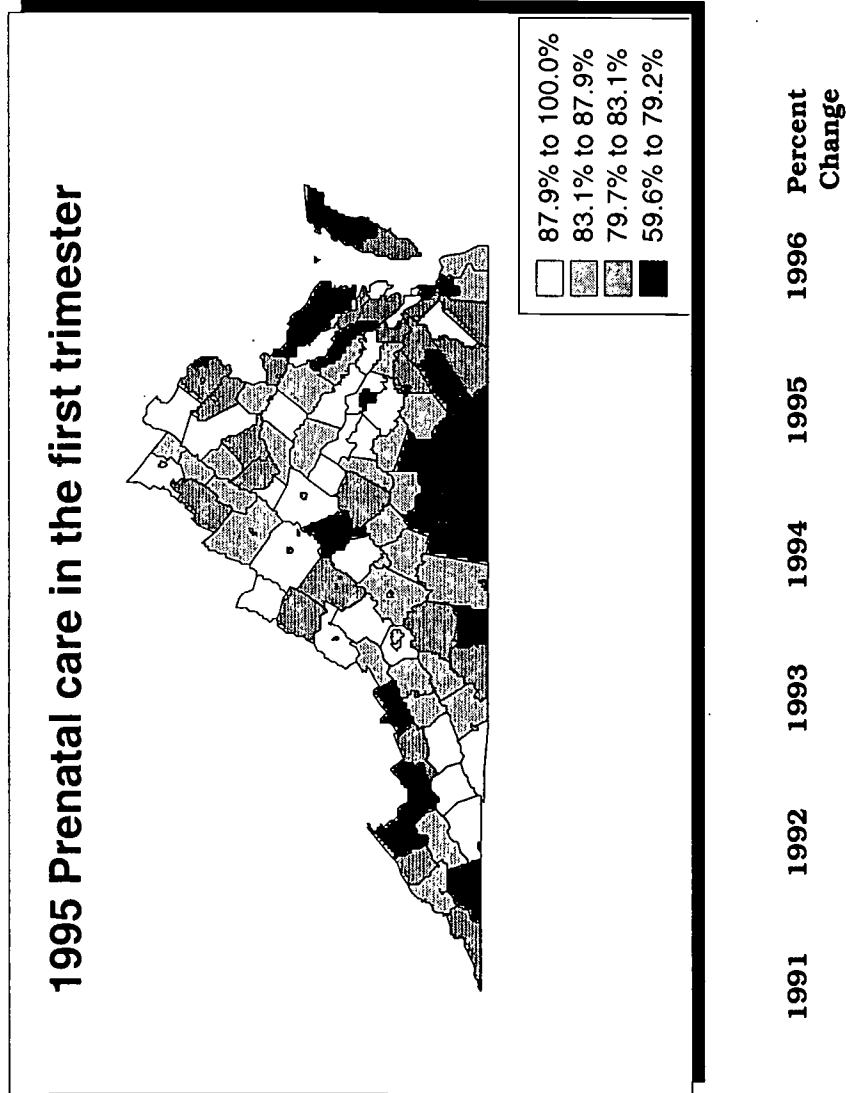 1995 Prenatal care in the first trimester
87.9% to 100.0%
83.1% to 87.9%
79.7% to 83.1%
59.6% to 79.2%
1991 1992 1993 1994 1995 1996 Percent
Change